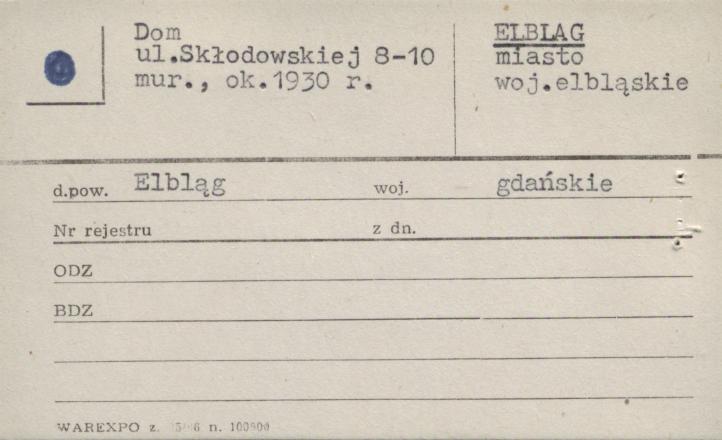 Dom
ul.Skłodowskiej 8-10
mur., ok.1930 r.
ELBLAG
miasto
woj.elbląskie
d.pow. Elbląg woj. gdańskie
Nr rejestru z dn.
ODZ
BDZ
WAREXPO z. n.